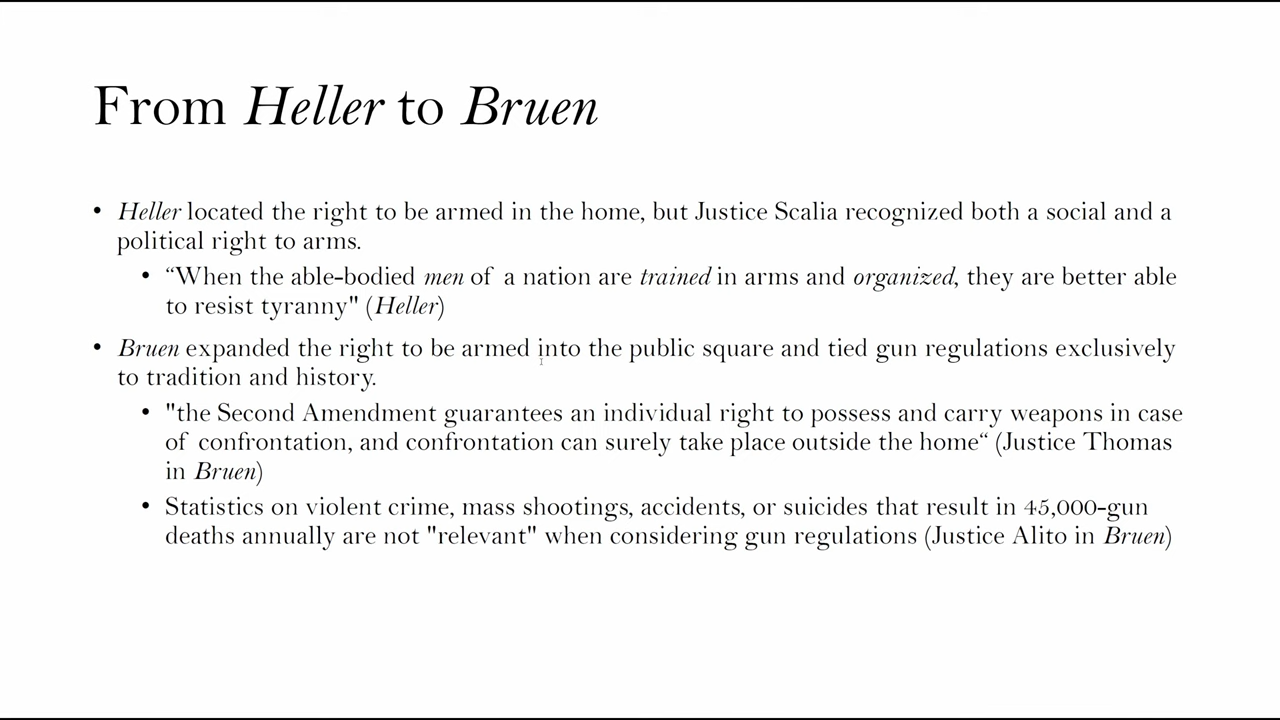 From Heller to Bruen
• Heller located the right to be armed in the home, but Justice Scalia recognized both a social and a
political right to arms.
• “When the able-bodied men of a nation are trained in arms and organized, they are better able
to resist tyranny" (Heller)
• Bruen expanded the right to be armed into the public square and tied gun regulations exclusively
to tradition and history.
• "the Second Amendment guarantees an individual right to possess and carry weapons in case
of confrontation, and confrontation can surely take place outside the home“ (Justice Thomas
in Bruen)
• Statistics on violent crime, mass shootings, accidents, or suicides that result in 45,000-gun
deaths annually are not "relevant" when considering gun regulations (Justice Alito in Bruen)